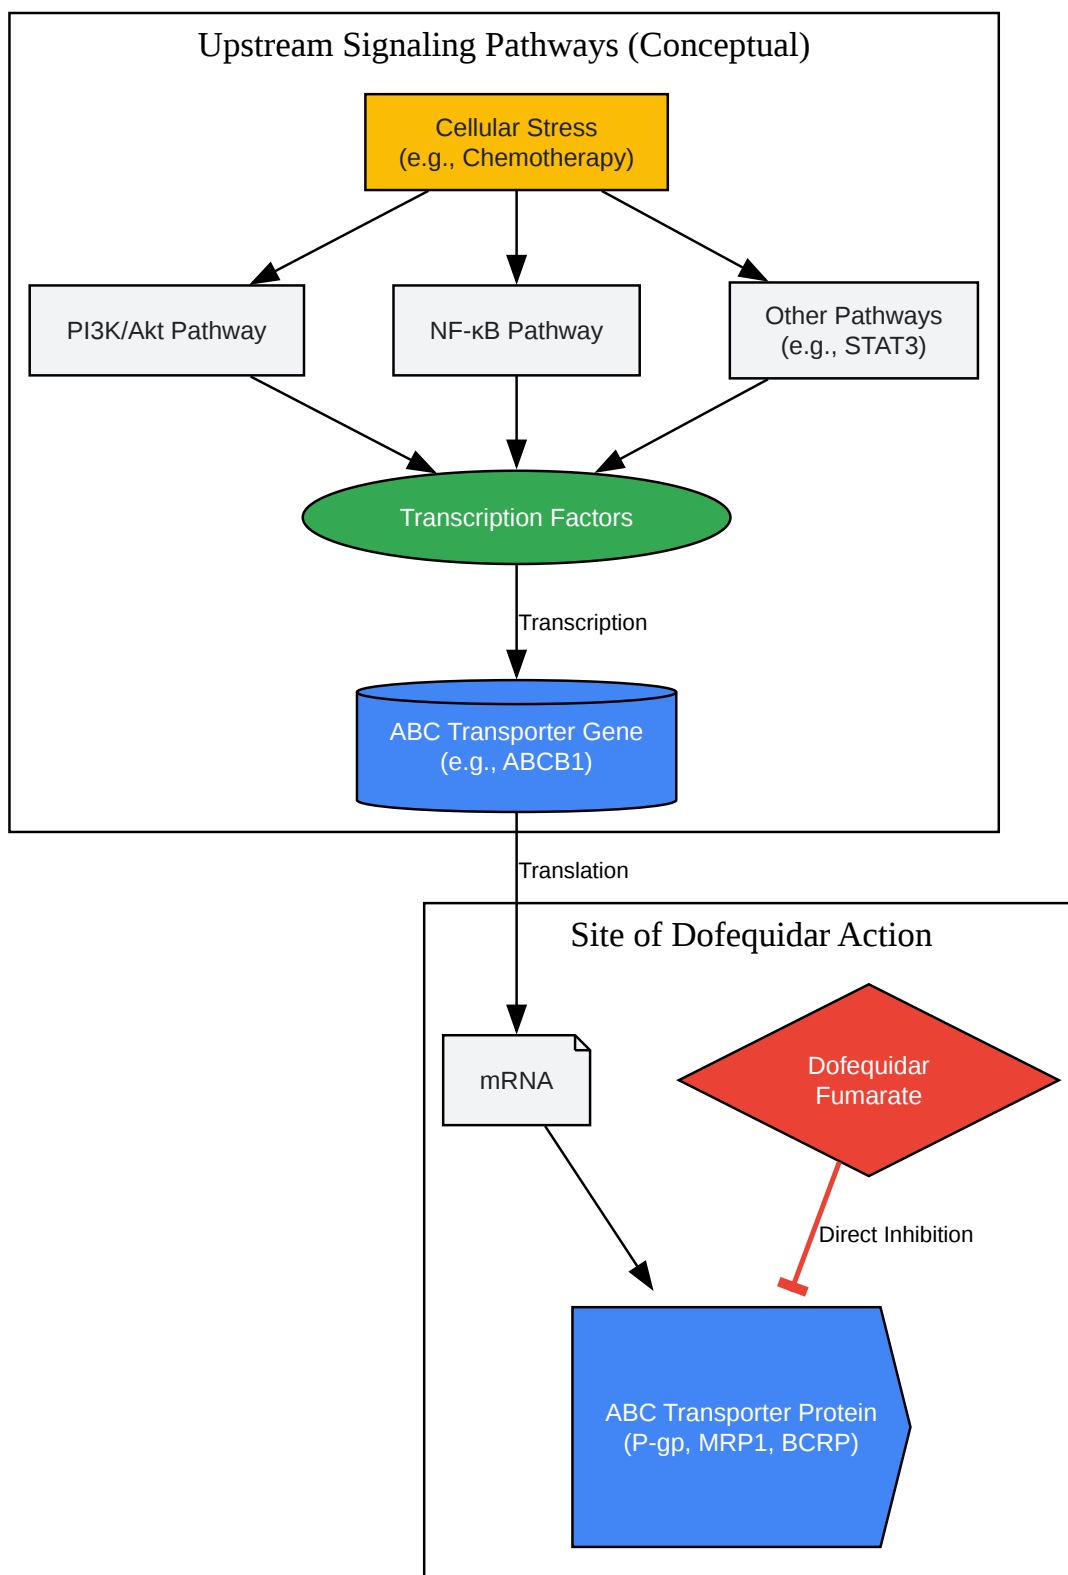 Upstream Signaling Pathways (Conceptual)
Cellular Stress
(e.g., Chemotherapy)
PI3K/Akt Pathway
NF-κB Pathway
Other Pathways
(e.g., STAT3)
Transcription Factors
Transcription
ABC Transporter Gene
(e.g., ABCB1)
Translation
Site of Dofequidar Action
mRNA
Dofequidar
Fumarate
Direct Inhibition
ABC Transporter Protein
(P-gp, MRP1, BCRP)